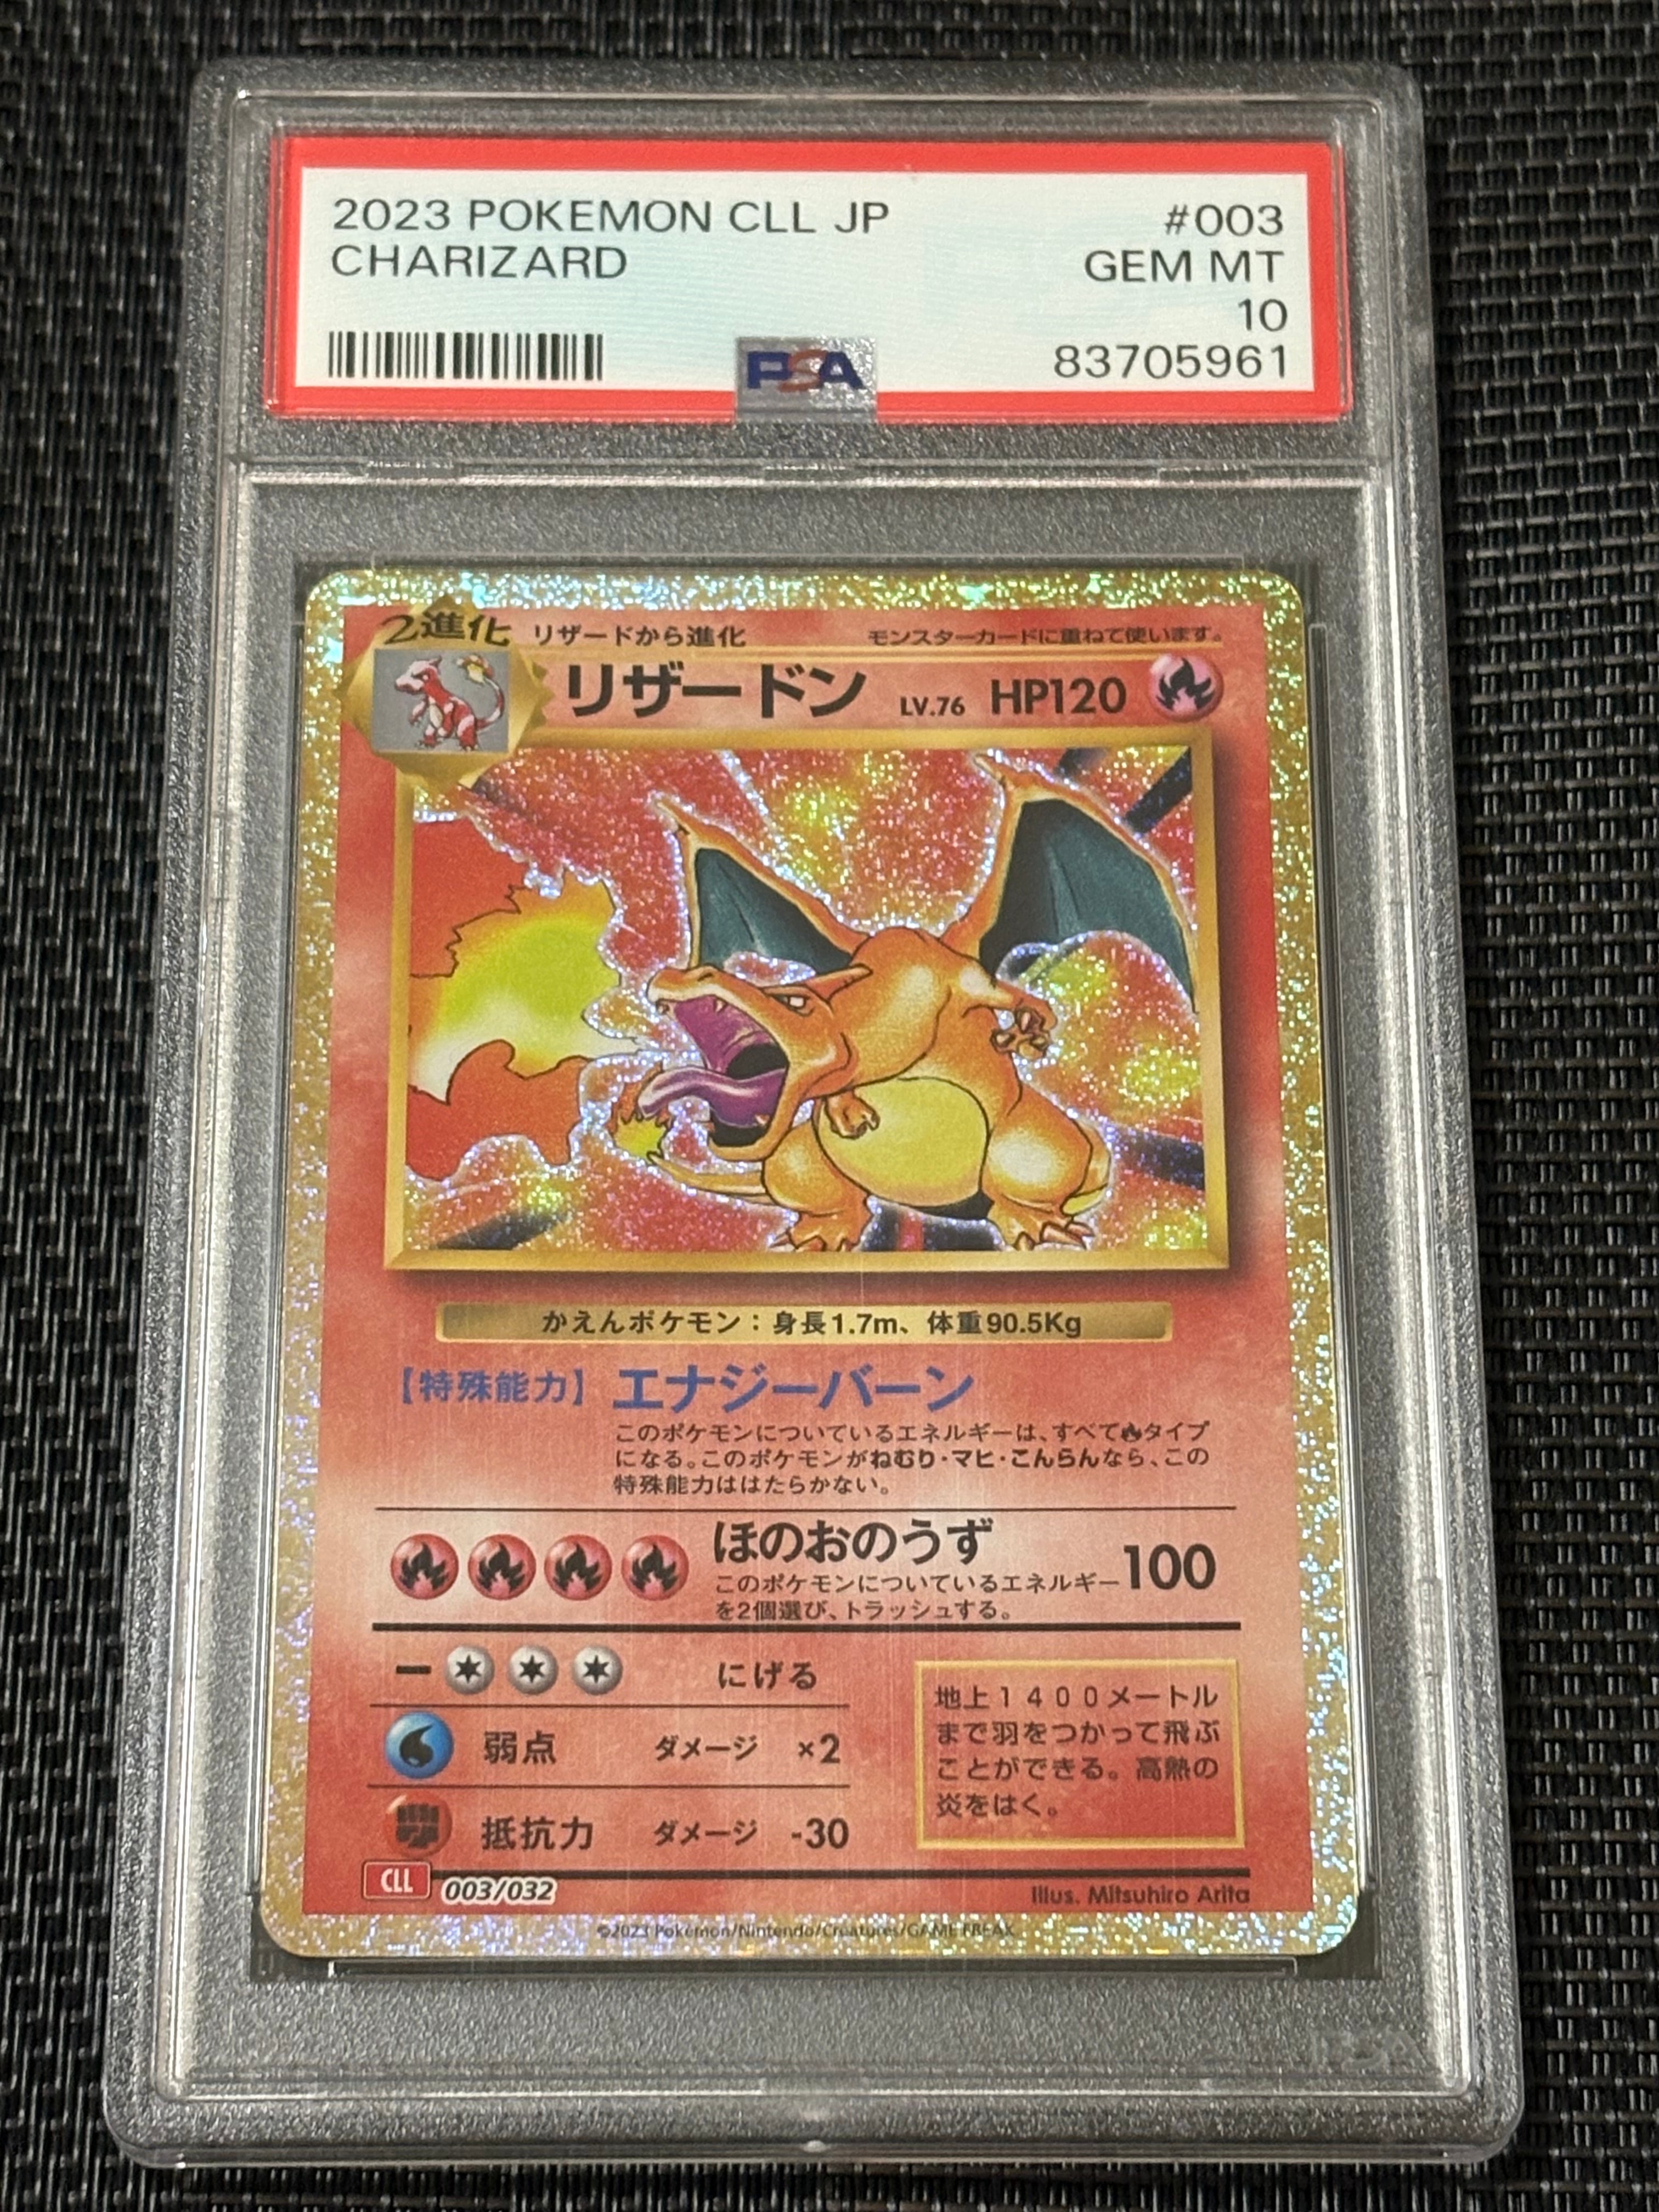 2023 POKEMON CLL JP #003
CHARIZARD GEM MT
10
83705961
PSA
2進化 リザードから進化 モンスターカードに重ねて使います。
リザードン LV.76 HP120
かえんポケモン：身長1.7m、体重90.5Kg
【特殊能力】 エナジーバーン
このポケモンについているエネルギーは、すべて🔥タイプ
になる。このポケモンがねむり・マヒ・こんらんなら、この
特殊能力ははたらかない。
ほのおのうず 100
このポケモンについているエネルギー
を2個選び、トラッシュする。
にげる
弱点 ダメージ ×2
抵抗力 ダメージ -30
地上1400メートル
まで羽をつかって飛ぶ
ことができる。高熱の
炎をはく。
CLL 003/032 Illus. Mitsuhiro Arita
©2023 Pokémon/Nintendo/Creatures/GAME FREAK
PSA